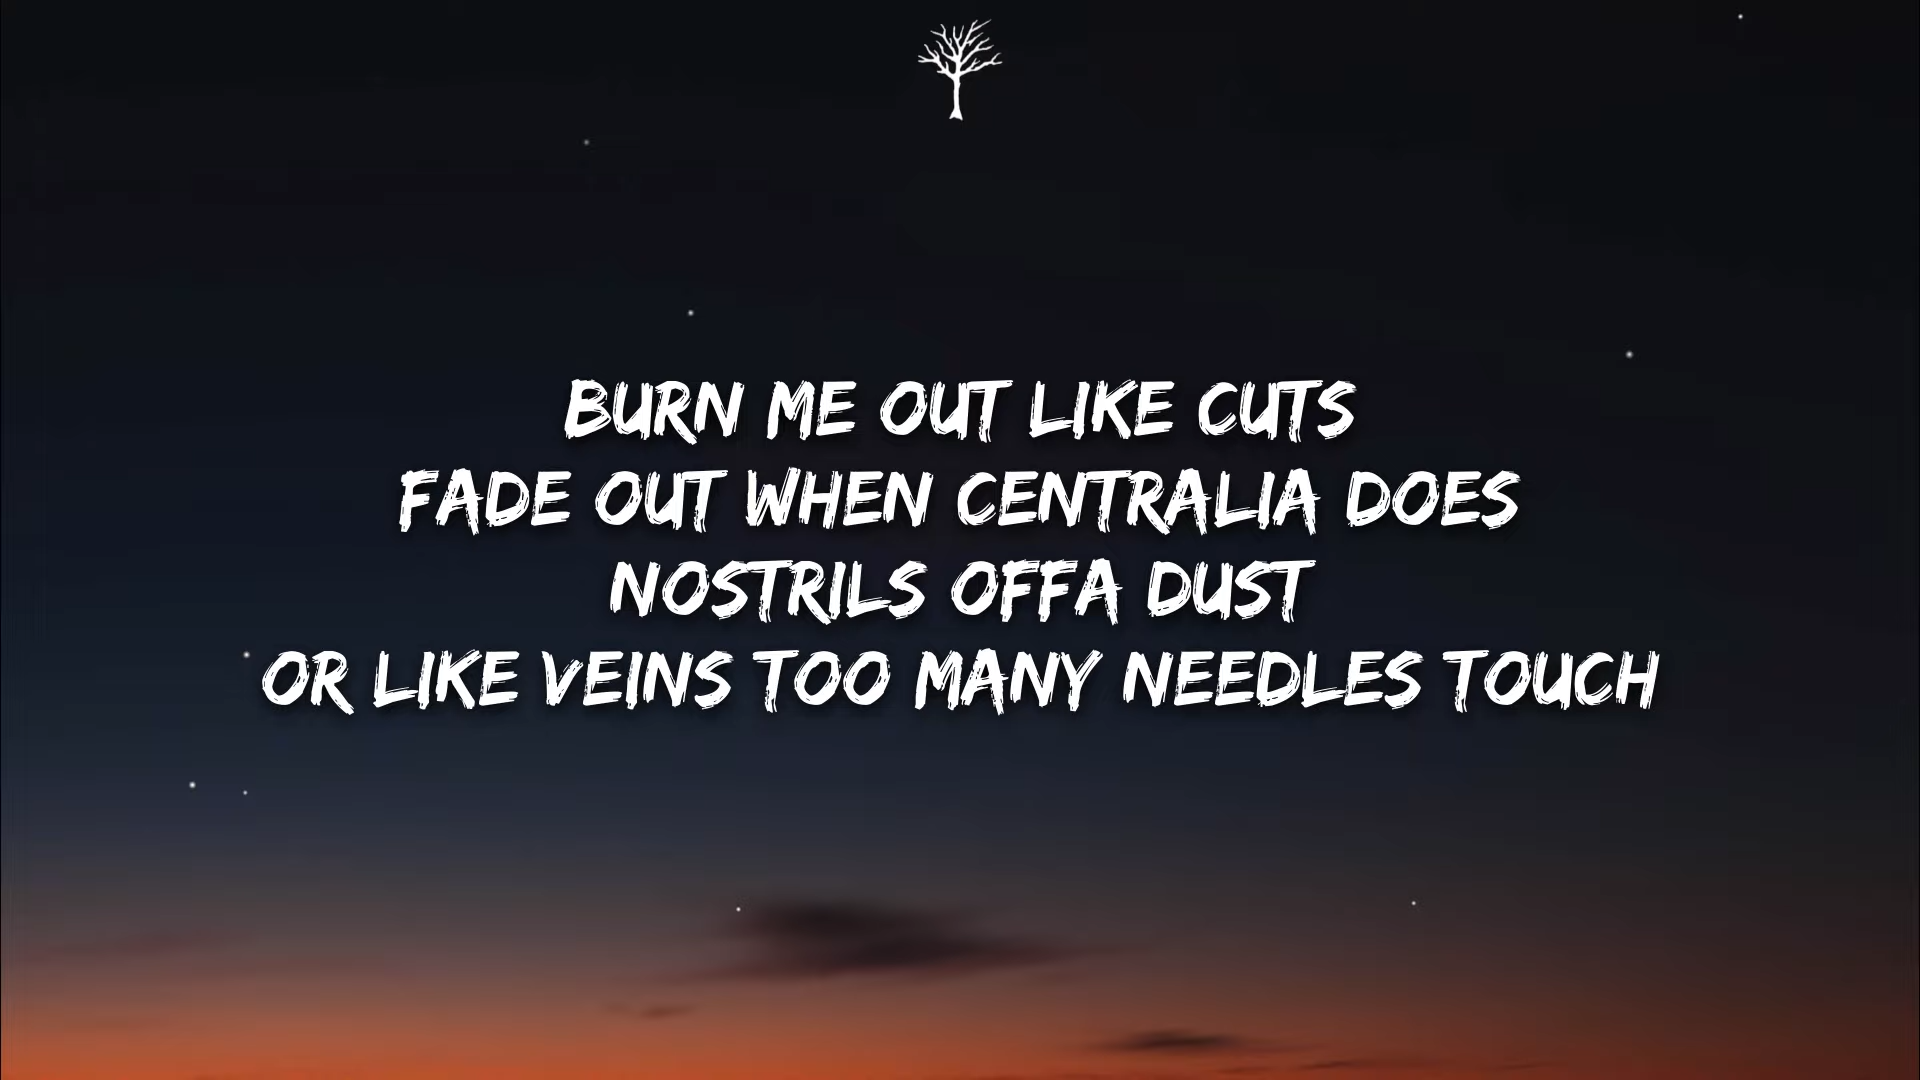 BURN ME OUT LIKE CUTS
FADE OUT WHEN CENTRALIA DOES
NOSTRILS OFFA DUST
OR LIKE VEINS TOO MANY NEEDLES TOUCH